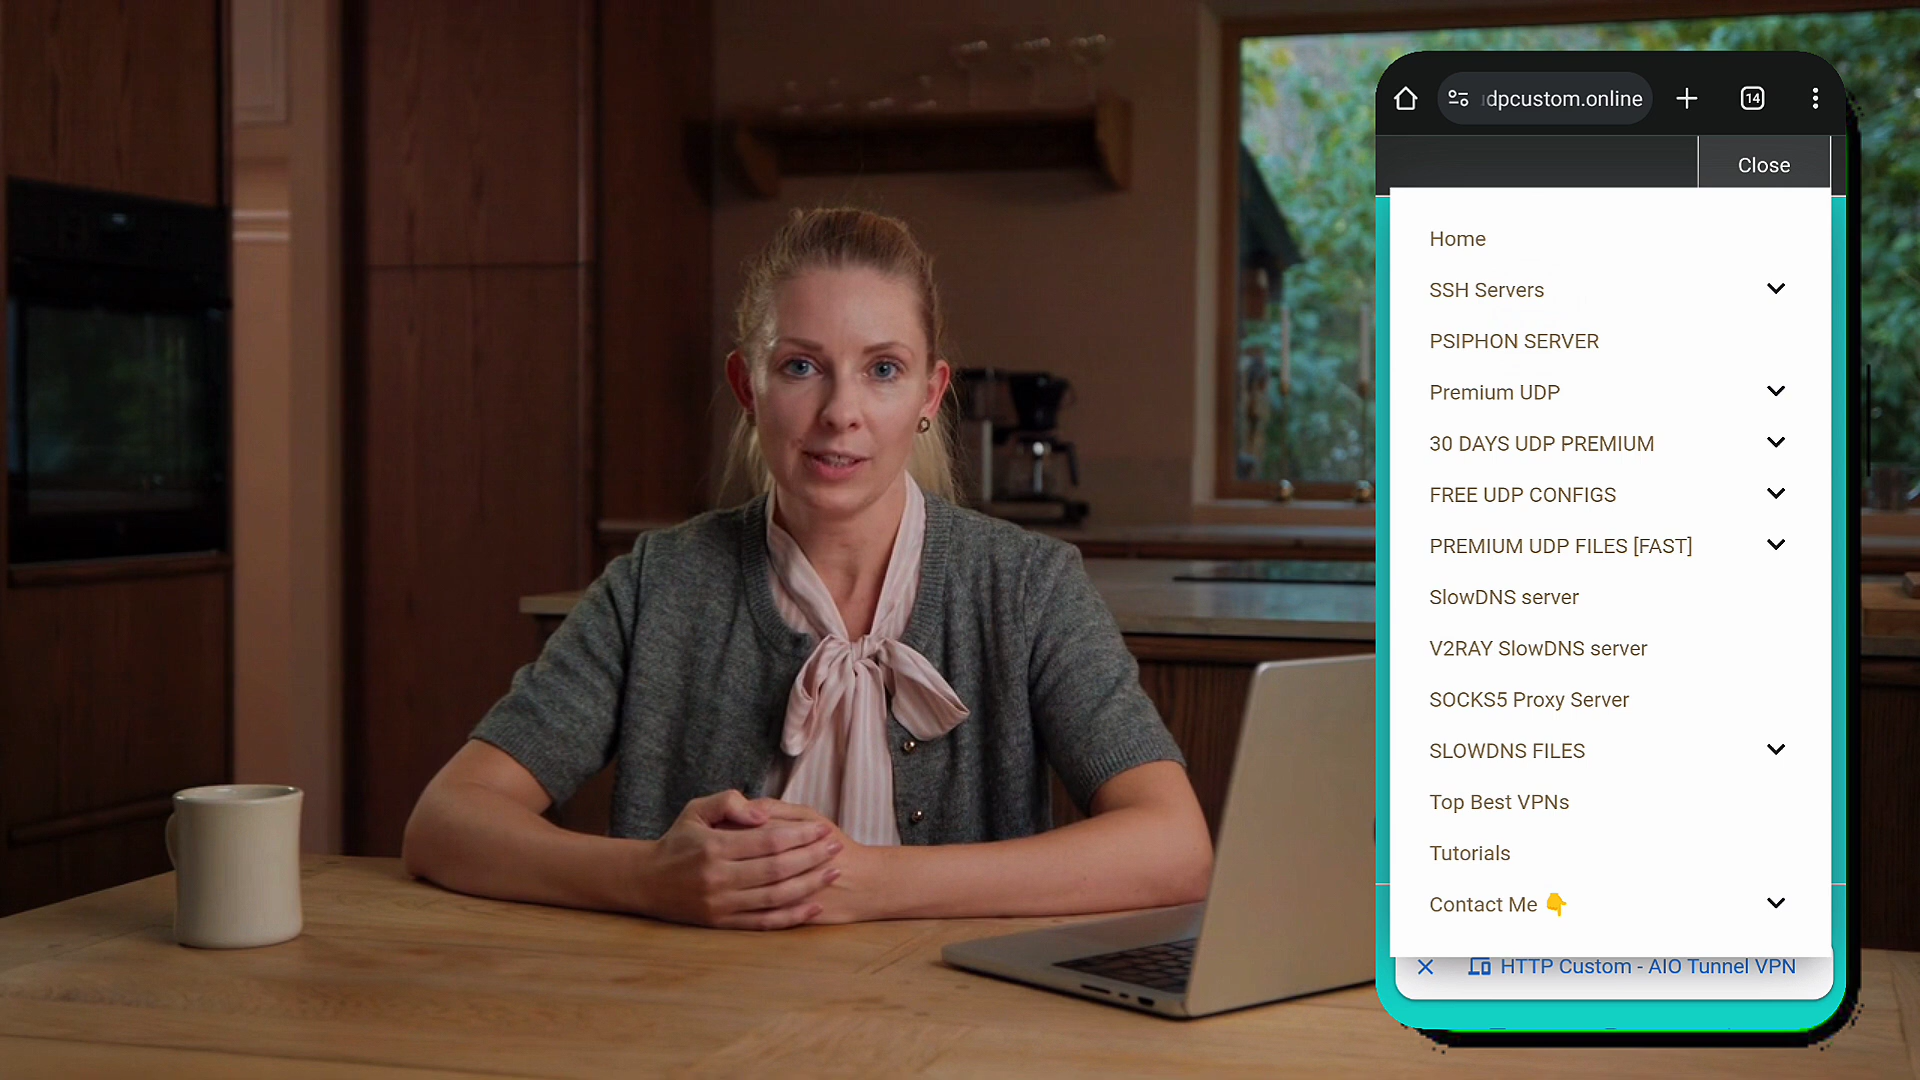 dpcustom.online
14
Close
Home
SSH Servers
PSIPHON SERVER
Premium UDP
30 DAYS UDP PREMIUM
FREE UDP CONFIGS
PREMIUM UDP FILES [FAST]
SlowDNS server
V2RAY SlowDNS server
SOCKS5 Proxy Server
SLOWDNS FILES
Top Best VPNs
Tutorials
Contact Me 👇
HTTP Custom - AIO Tunnel VPN